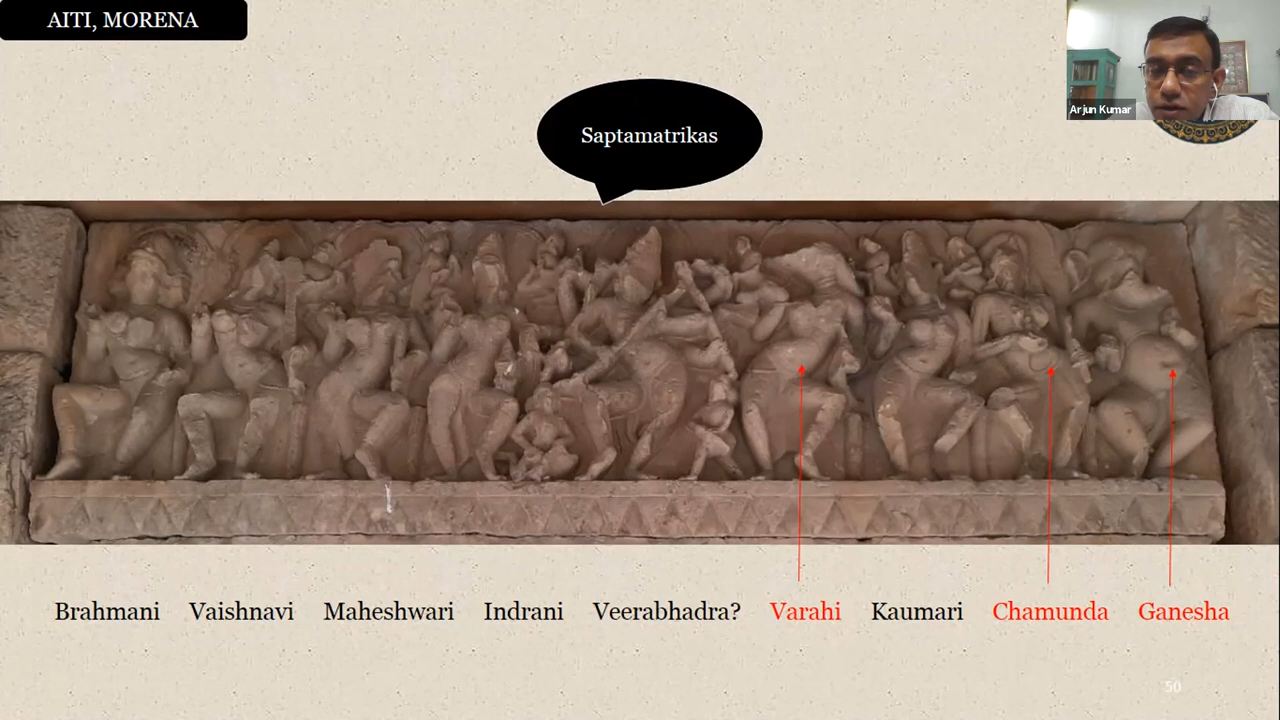 AITI, MORENA
Arjun Kumar
Saptamatrikas
Brahmani Vaishnavi Maheshwari Indrani Veerabhadra? Varahi Kaumari Chamunda Ganesha
50